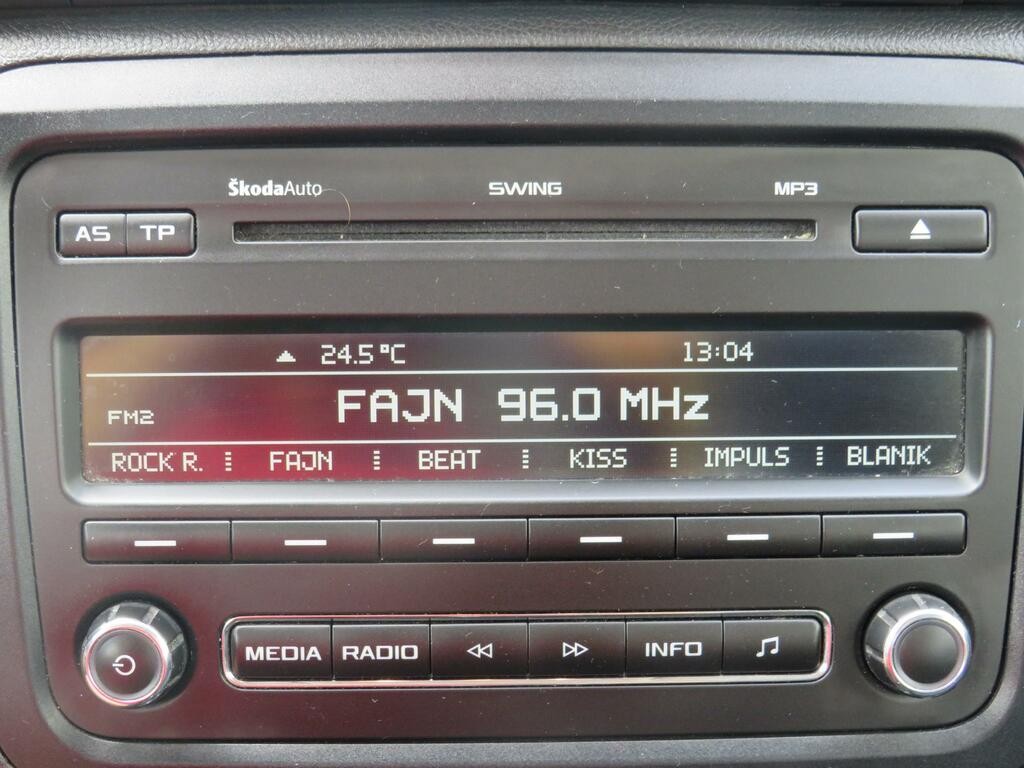 ŠkodaAuto SWING MP3
AS TP
24.5°C 13:04
FAJN 96.0 MHz
FM2
ROCK R. FAJN BEAT KISS IMPULS BLANIK
MEDIA RADIO INFO